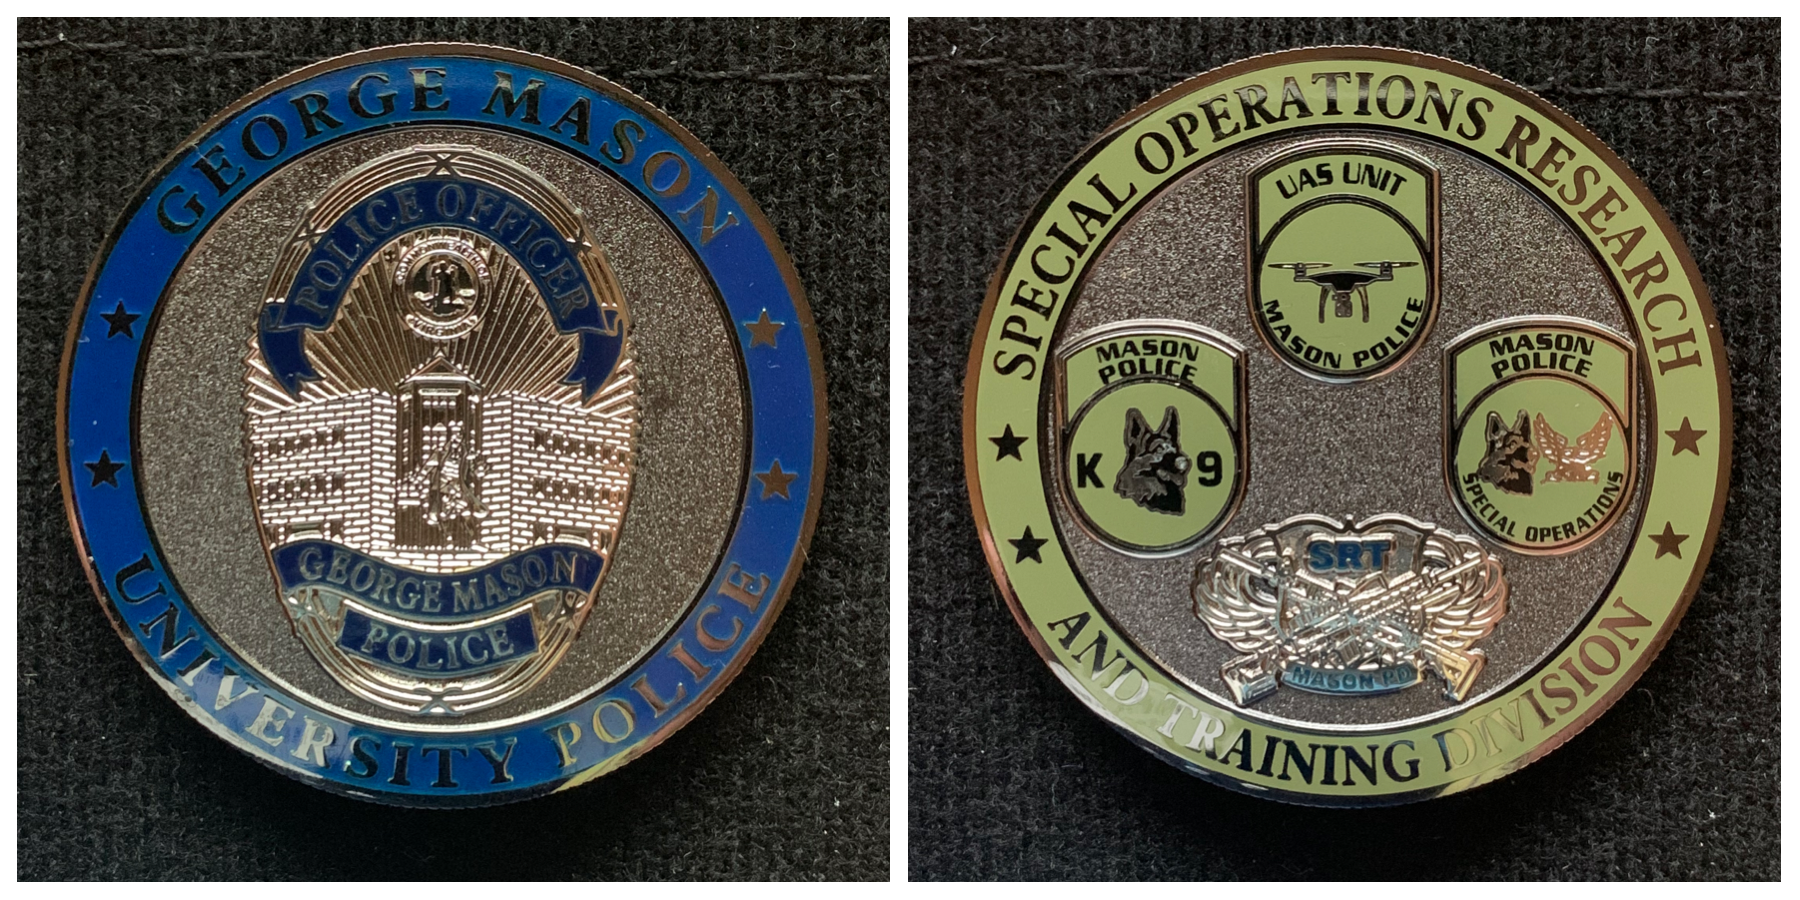 GEORGE MASON
POLICE OFFICER
GEORGE MASON
POLICE
UNIVERSITY POLICE
SPECIAL OPERATIONS RESEARCH
UAS UNIT
MASON POLICE
MASON
POLICE
K 9
MASON
POLICE
SPECIAL OPERATIONS
SRT
MASON PD
AND TRAINING DIVISION